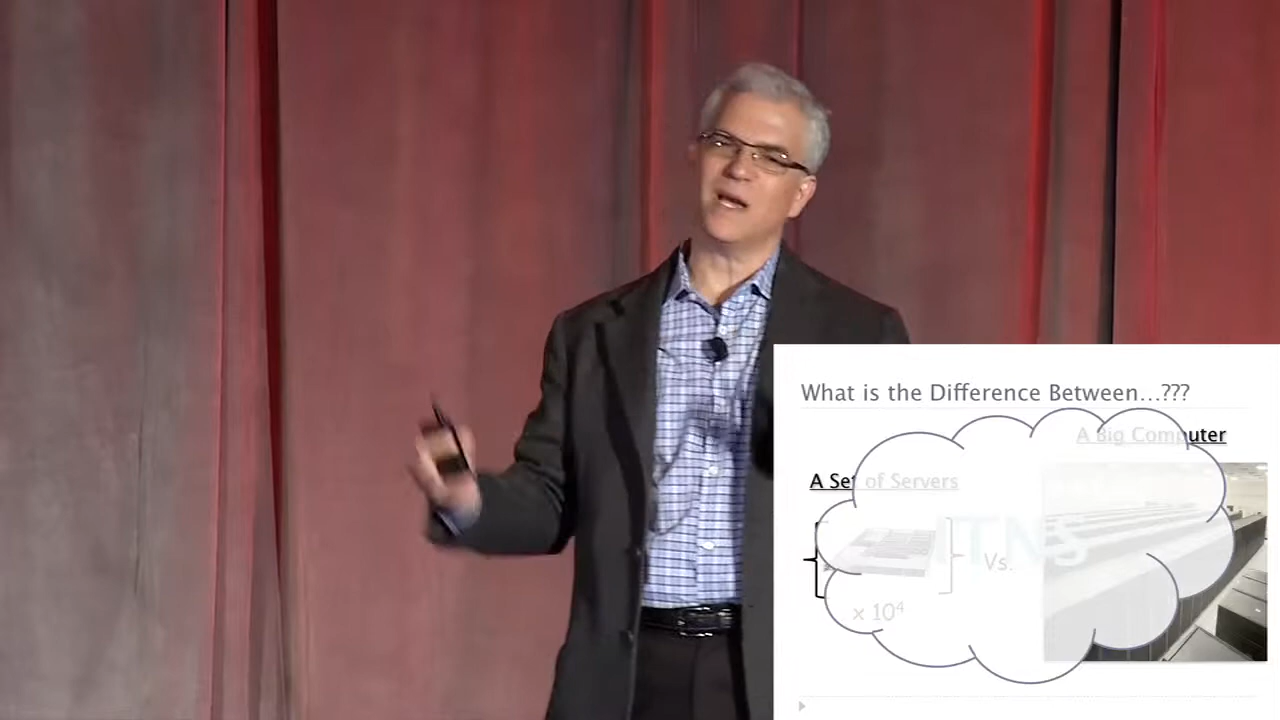 What is the Difference Between...???
A Big Computer
A Set of Servers
Vs.
x 10⁴